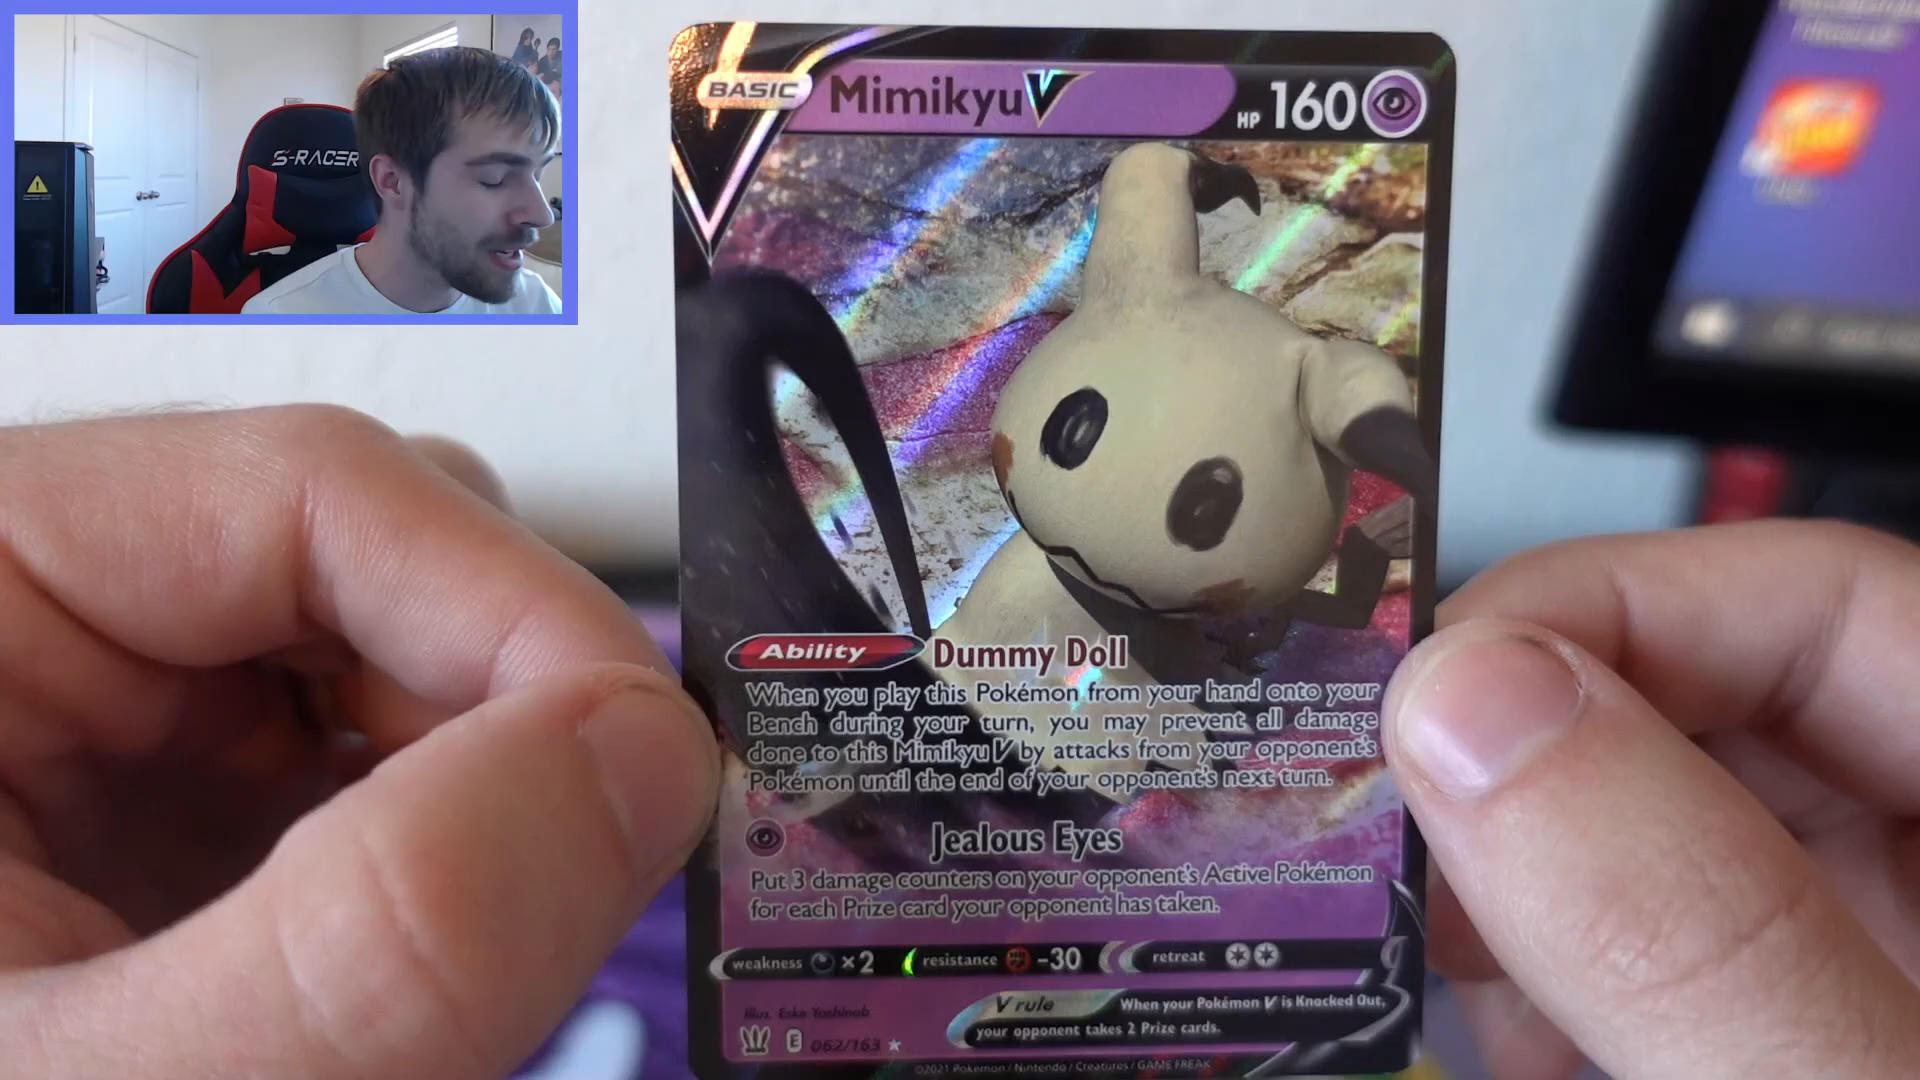 S-RACER
BASIC
Mimikyu V
HP 160
Ability Dummy Doll
When you play this Pokémon from your hand onto your
Bench during your turn, you may prevent all damage
done to this Mimikyu V by attacks from your opponent's
Pokémon until the end of your opponent's next turn.
Jealous Eyes
Put 3 damage counters on your opponent's Active Pokémon
for each Prize card your opponent has taken.
weakness ×2 resistance -30 retreat
Illus. Eske Yoshinob
V rule When your Pokémon V is Knocked Out,
your opponent takes 2 Prize cards.
E 062/163
©2021 Pokémon / Nintendo / Creatures / GAME FREAK